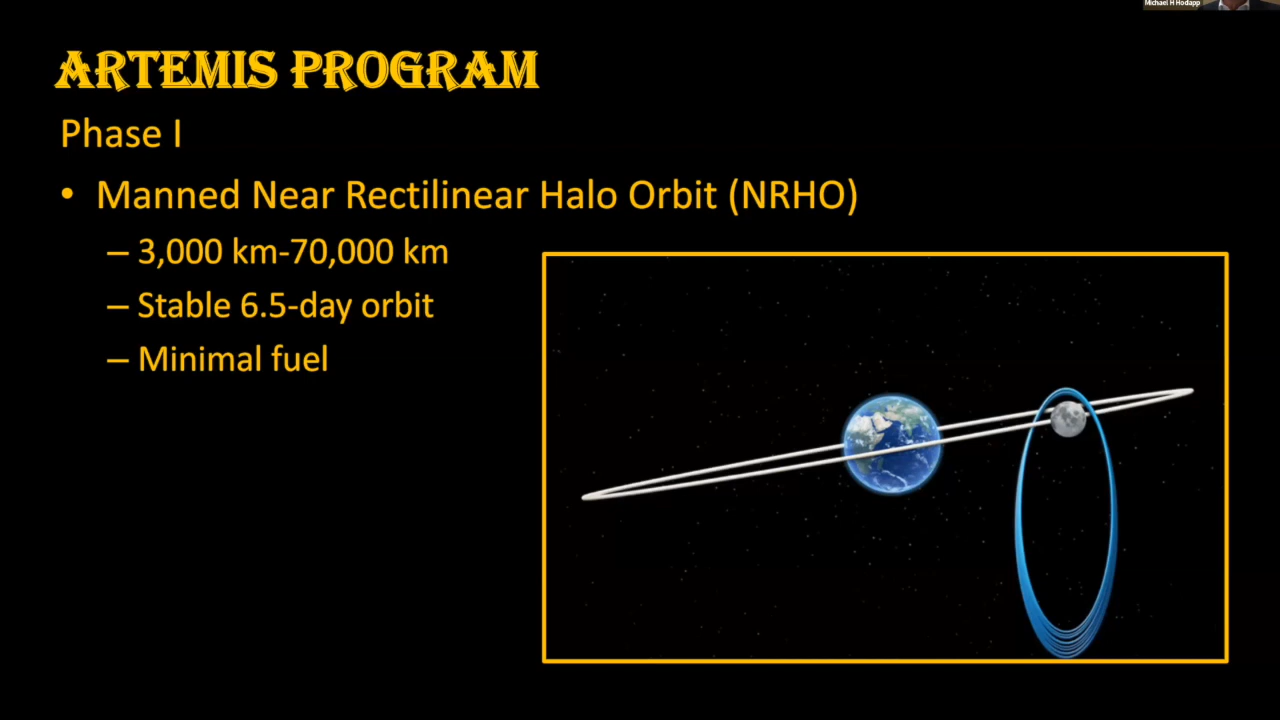 Michael H Hodapp
ARTEMIS PROGRAM
Phase I
• Manned Near Rectilinear Halo Orbit (NRHO)
– 3,000 km-70,000 km
– Stable 6.5-day orbit
– Minimal fuel